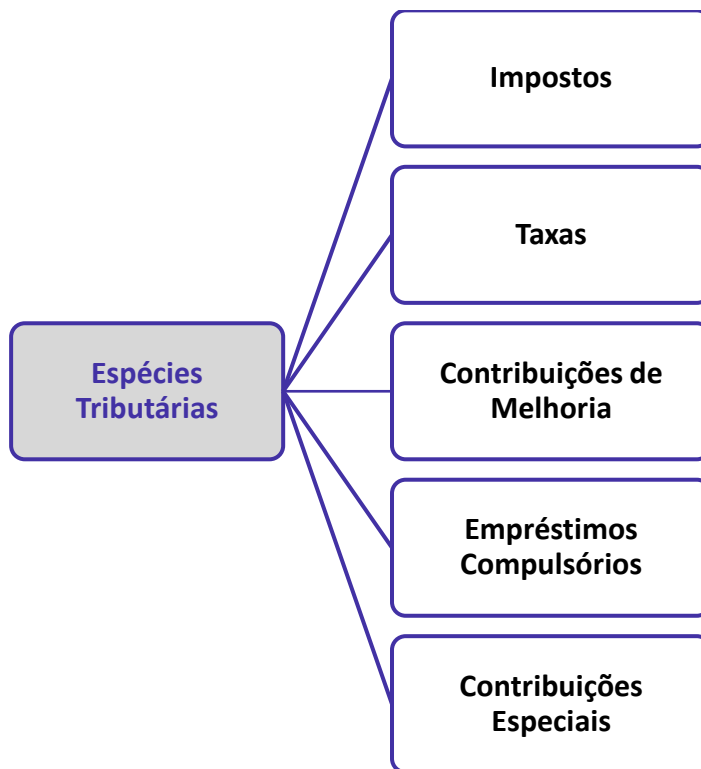 Impostos
Taxas
Espécies
Tributárias
Contribuições de
Melhoria
Empréstimos
Compulsórios
Contribuições
Especiais